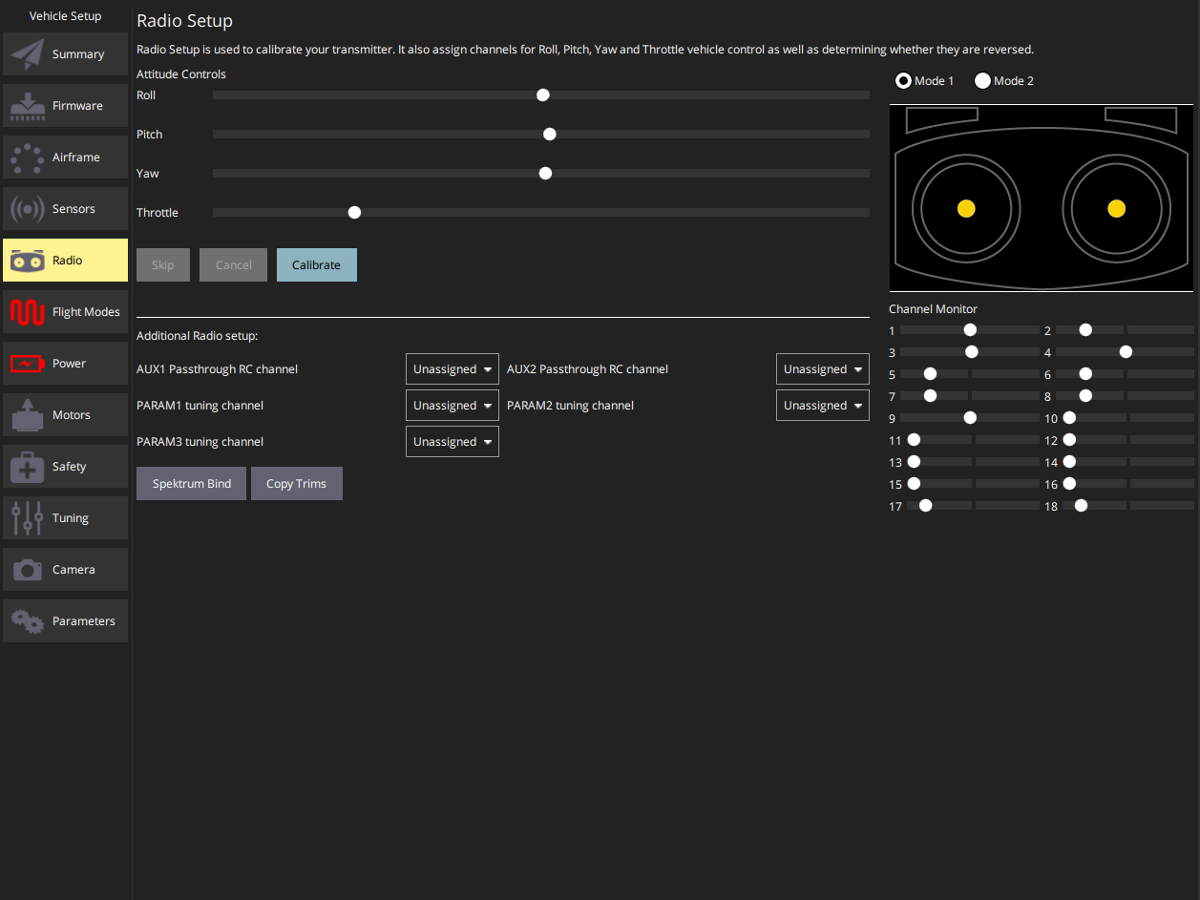 Vehicle Setup
Summary
Firmware
Airframe
Sensors
Radio
Flight Modes
Power
Motors
Safety
Tuning
Camera
Parameters
Radio Setup
Radio Setup is used to calibrate your transmitter. It also assign channels for Roll, Pitch, Yaw and Throttle vehicle control as well as determining whether they are reversed.
Attitude Controls
Roll
Pitch
Yaw
Throttle
Skip Cancel Calibrate
Additional Radio setup:
AUX1 Passthrough RC channel Unassigned AUX2 Passthrough RC channel Unassigned
PARAM1 tuning channel Unassigned PARAM2 tuning channel Unassigned
PARAM3 tuning channel Unassigned
Spektrum Bind Copy Trims
Mode 1 Mode 2
Channel Monitor
1 2
3 4
5 6
7 8
9 10
11 12
13 14
15 16
17 18